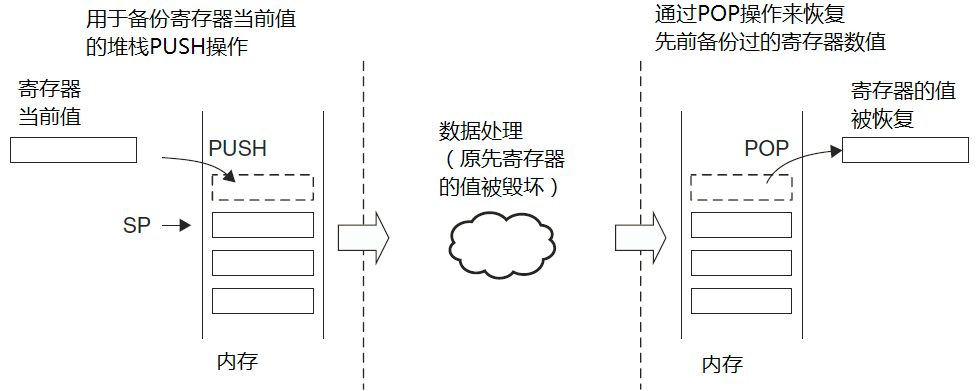 用于备份寄存器当前值
的堆栈PUSH操作
通过POP操作来恢复
先前备份过的寄存器数值
寄存器
当前值
PUSH
SP
内存
数据处理
（原先寄存器
的值被毁坏）
POP
寄存器的值
被恢复
内存